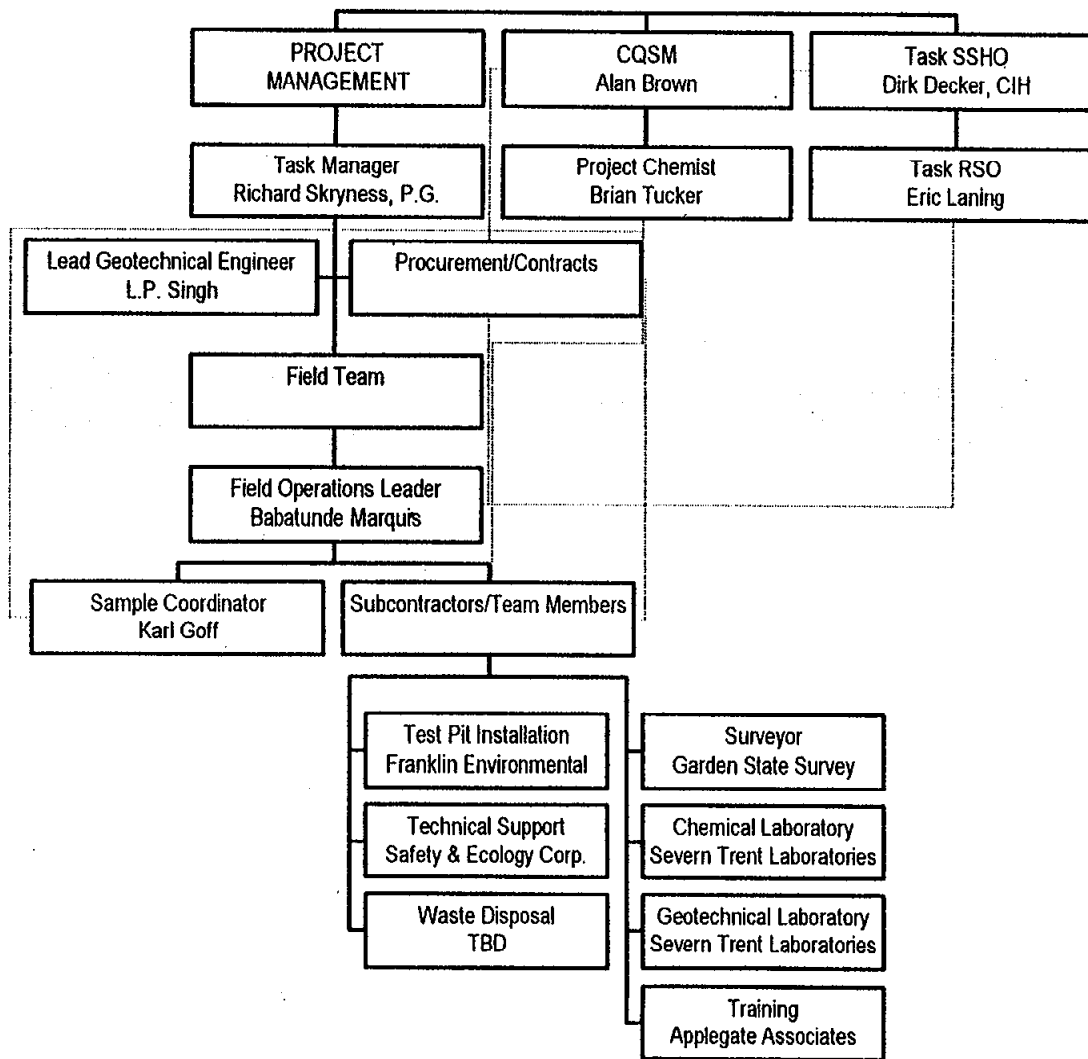 PROJECT
MANAGEMENT
CQSM
Alan Brown
Task SSHO
Dirk Decker, CIH
Task Manager
Richard Skryness, P.G.
Project Chemist
Brian Tucker
Task RSO
Eric Laning
Lead Geotechnical Engineer
L.P. Singh
Procurement/Contracts
Field Team
Field Operations Leader
Babatunde Marquis
Sample Coordinator
Karl Goff
Subcontractors/Team Members
Test Pit Installation
Franklin Environmental
Surveyor
Garden State Survey
Technical Support
Safety & Ecology Corp.
Chemical Laboratory
Severn Trent Laboratories
Waste Disposal
TBD
Geotechnical Laboratory
Severn Trent Laboratories
Training
Applegate Associates